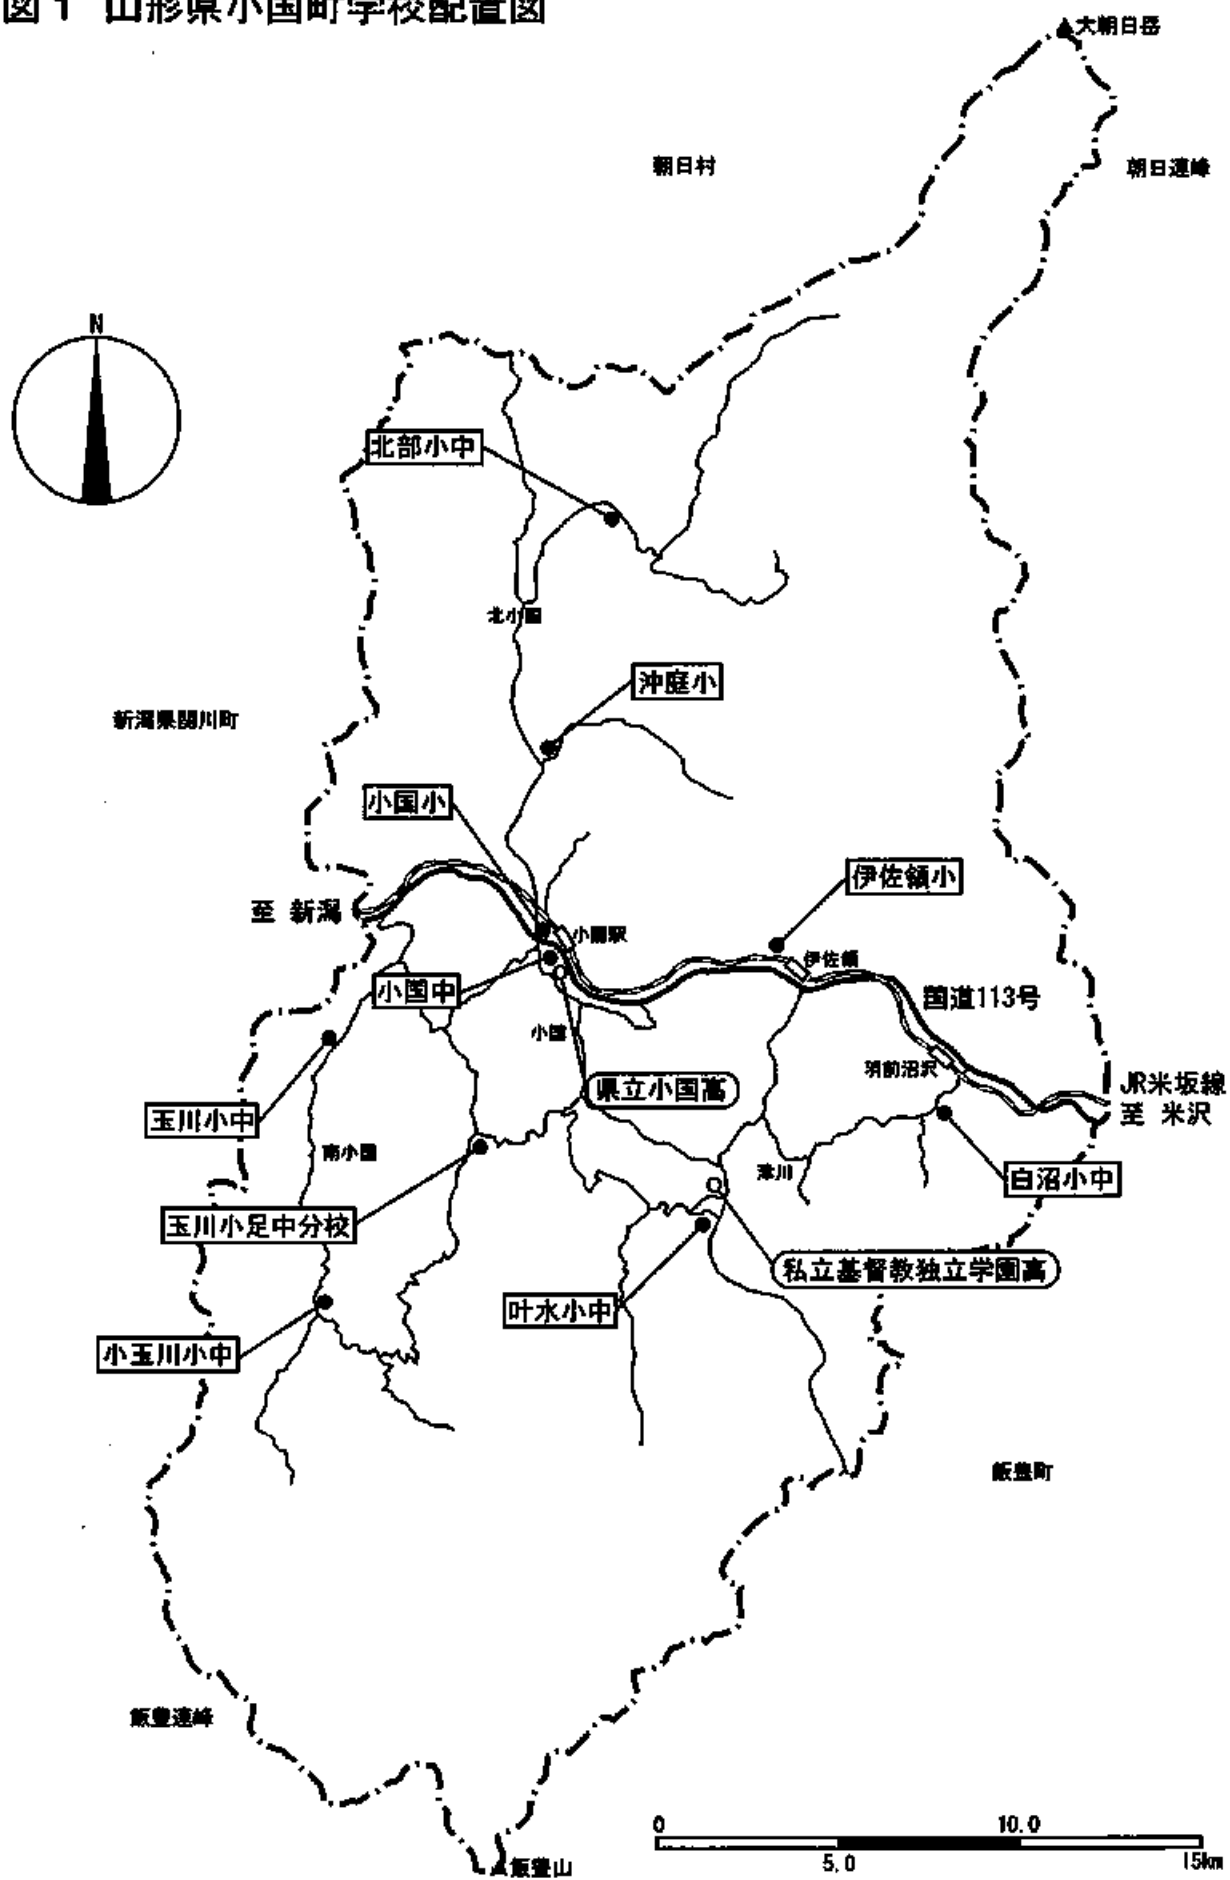 図1 山形県小国町学校配置図
大朝日岳
朝日村
朝日連峰
N
北部小中
北小国
沖庭小
新潟県関川町
小国小
伊佐領小
至 新潟
小国駅
伊佐領
小国中
国道113号
小国
羽前沼沢
県立小国高
JR米坂線
至 米沢
玉川小中
南小国
津川
白沼小中
玉川小足中分校
私立基督教独立学園高
叶水小中
小玉川小中
飯豊町
飯豊連峰
0
10.0
5.0
15km
飯豊山